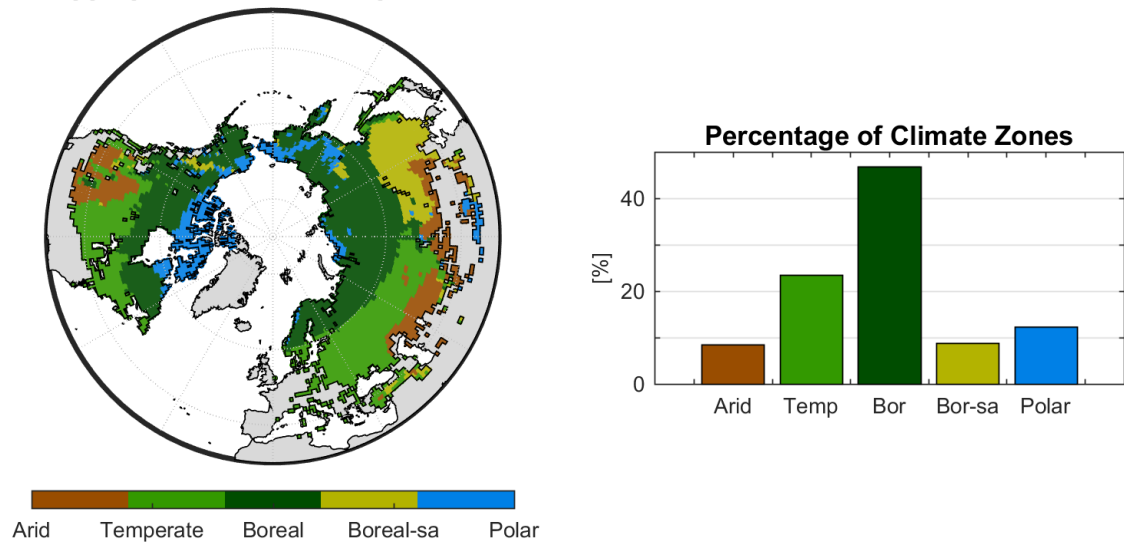 Percentage of Climate Zones
[%]
40
20
0
Arid Temp Bor Bor-sa Polar
Arid Temperate Boreal Boreal-sa Polar